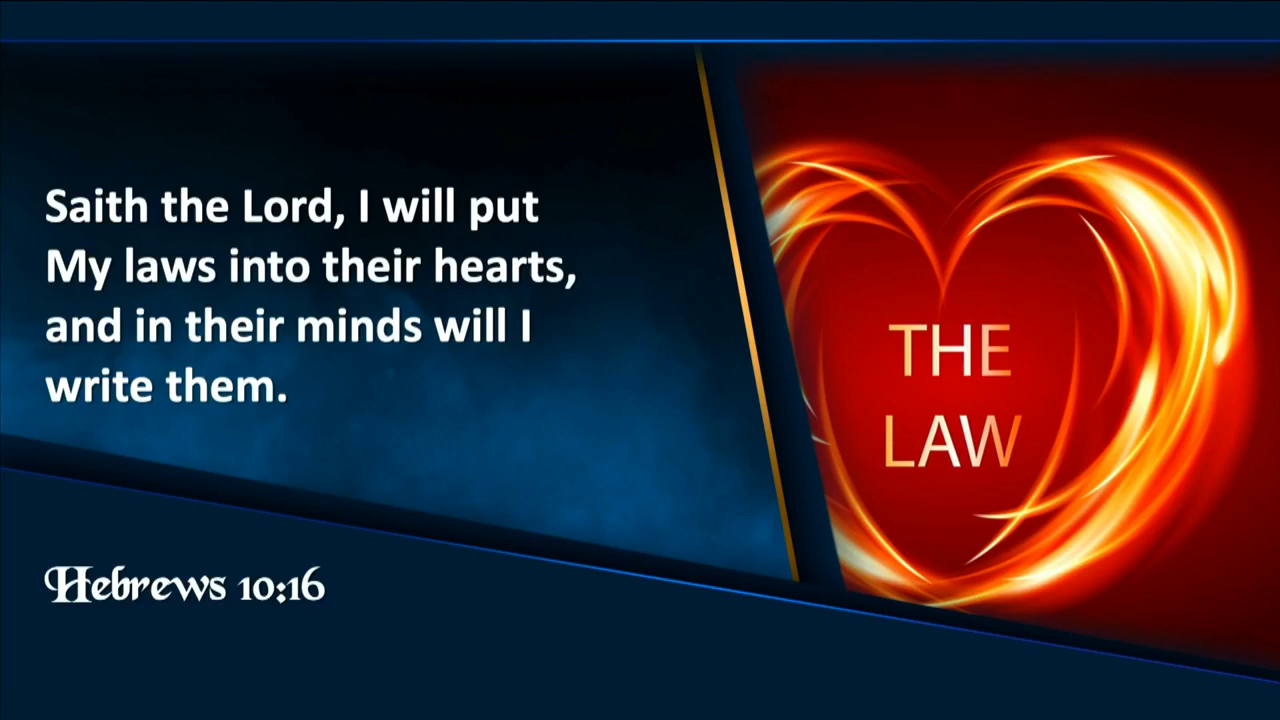 Saith the Lord, I will put
My laws into their hearts,
and in their minds will I
write them.
Hebrews 10:16
THE
LAW